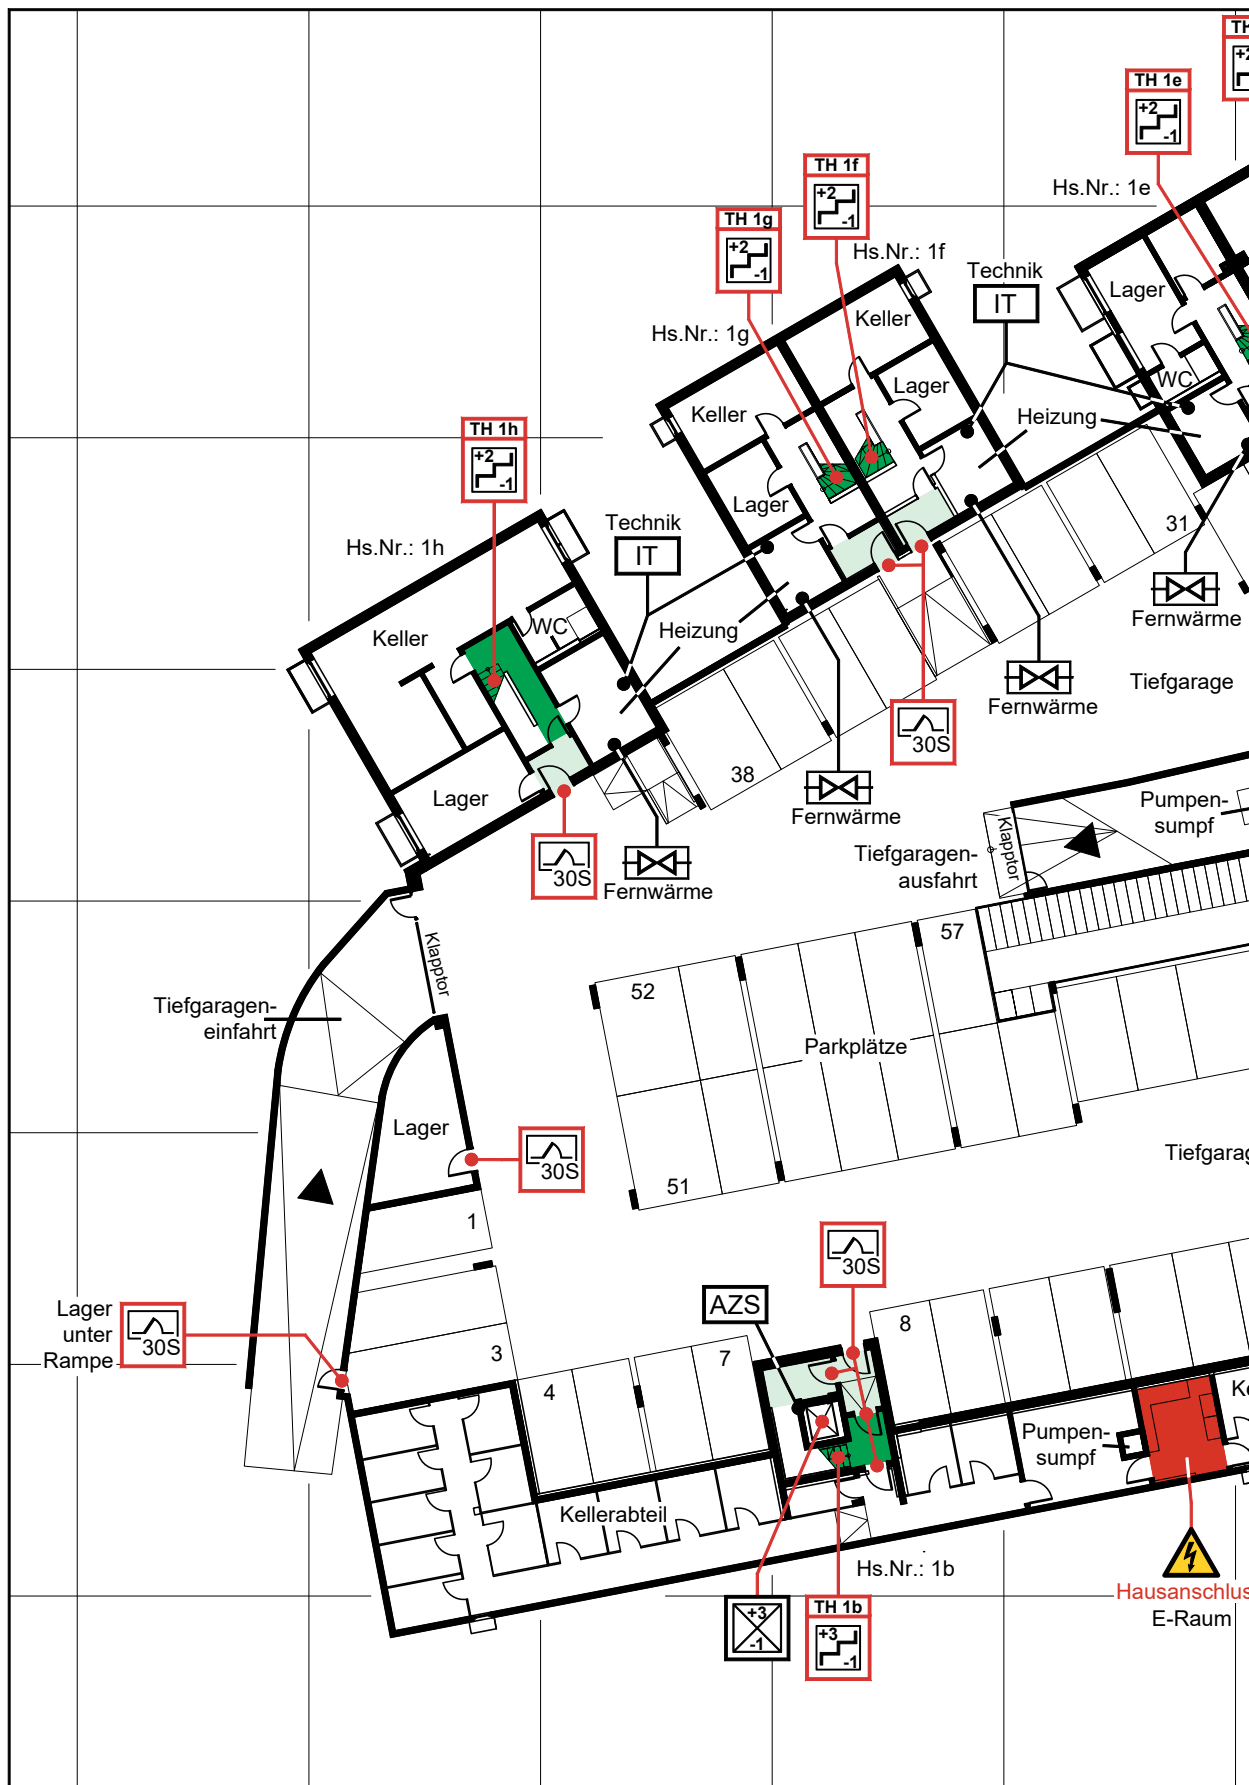 TH
+2
TH 1e
+2
-1
Hs.Nr.: 1e
TH 1f
+2
-1
Hs.Nr.: 1f
TH 1g
+2
-1
Hs.Nr.: 1g
Technik
IT
Lager
Keller
WC
Lager
Heizung
Keller
TH 1h
+2
-1
Hs.Nr.: 1h
Lager
Technik
IT
31
Fernwärme
Keller
WC
Heizung
Tiefgarage
Fernwärme
30S
38
Lager
Fernwärme
Pumpen-
sumpf
Klapptor
Tiefgaragen-
ausfahrt
30S
Fernwärme
57
Klapptor
52
Tiefgaragen-
einfahrt
Parkplätze
Lager
30S
Tiefgarag
51
1
30S
AZS
Lager
unter
Rampe
30S
8
3
7
4
Ke
Pumpen-
sumpf
Kellerabteil
Hs.Nr.: 1b
Hausanschlus
E-Raum
+3
-1
TH 1b
+3
-1